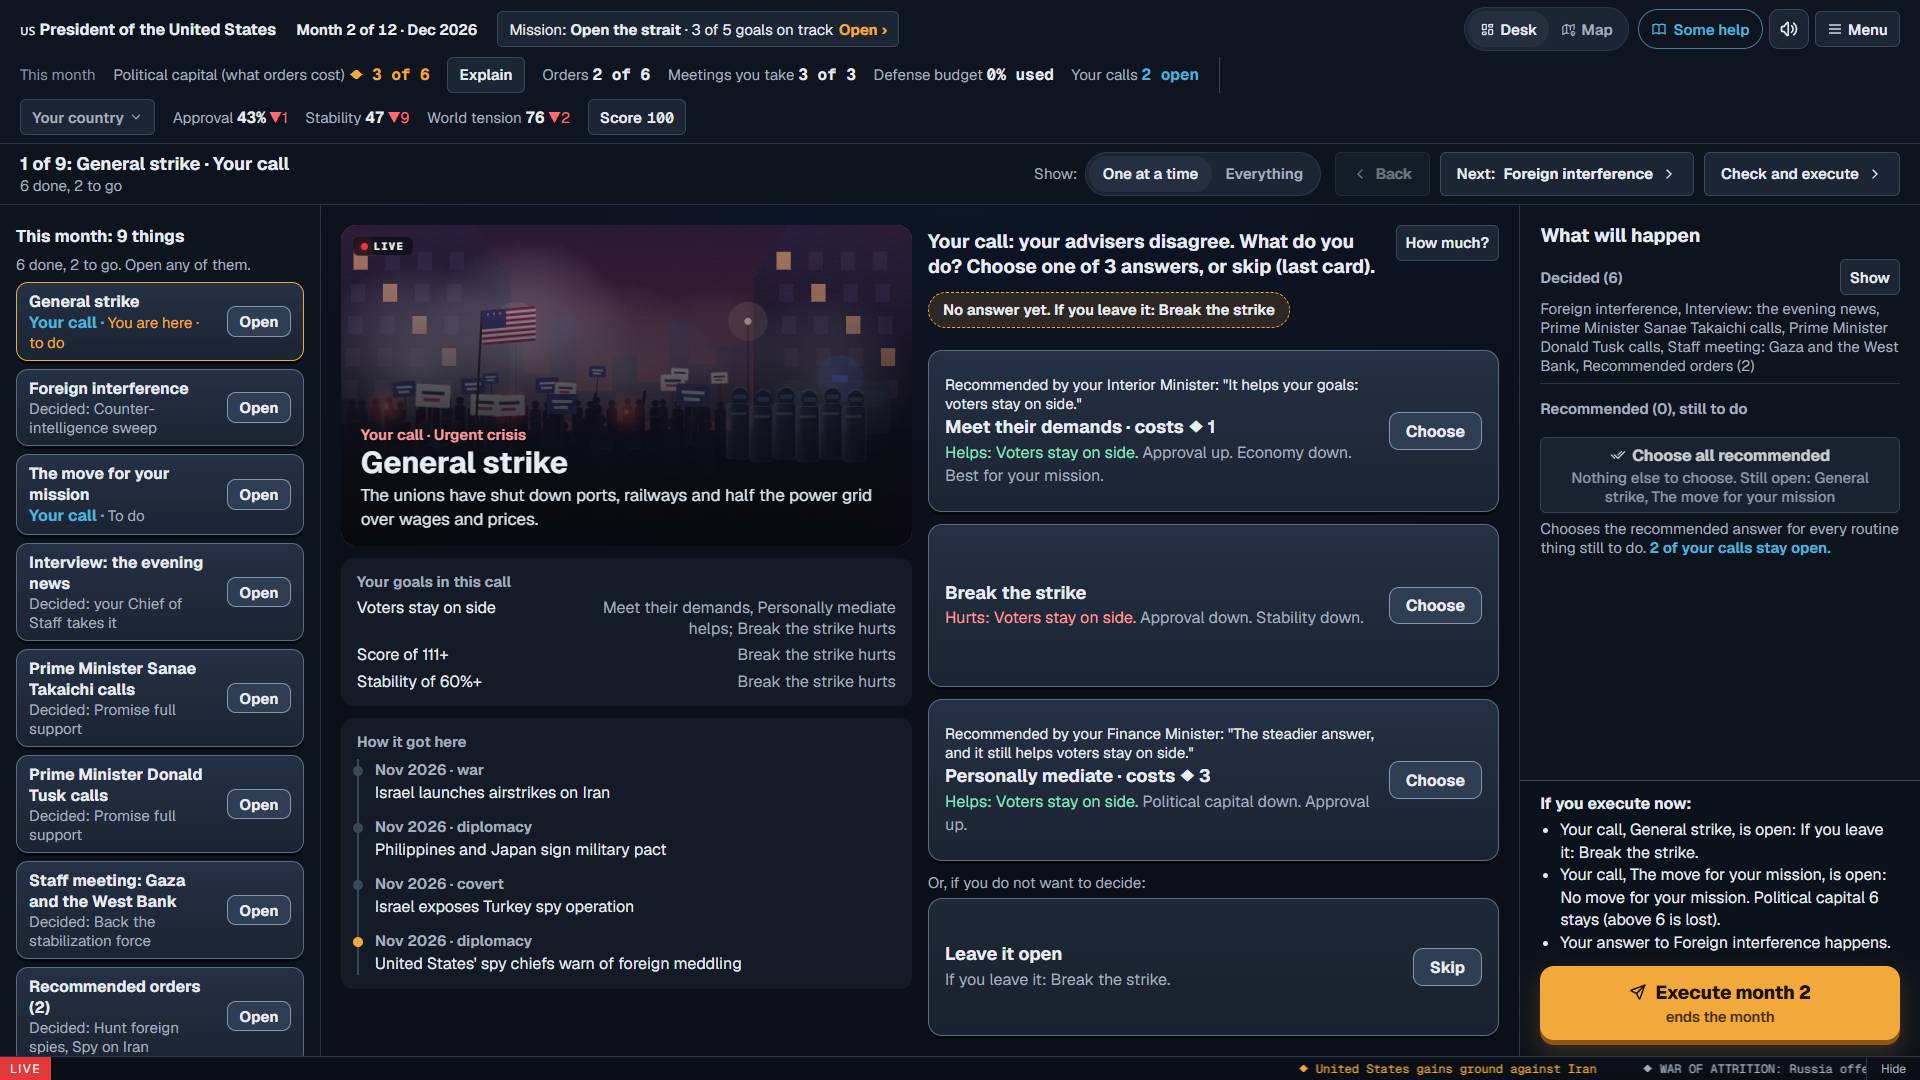 US President of the United States
Month 2 of 12 · Dec 2026
Mission: Open the strait · 3 of 5 goals on track Open ›
Desk
Map
Some help
Menu
This month
Political capital (what orders cost) ◆ 3 of 6
Explain
Orders 2 of 6
Meetings you take 3 of 3
Defense budget 0% used
Your calls 2 open
Your country
Approval 43% ▼1
Stability 47 ▼9
World tension 76 ▼2
Score 100
1 of 9: General strike · Your call
6 done, 2 to go
Show:
One at a time
Everything
Back
Next: Foreign interference
Check and execute
This month: 9 things
6 done, 2 to go. Open any of them.
General strike
Your call · You are here ·
to do
Open
Foreign interference
Decided: Counter-
intelligence sweep
Open
The move for your
mission
Your call · To do
Open
Interview: the evening
news
Decided: your Chief of
Staff takes it
Open
Prime Minister Sanae
Takaichi calls
Decided: Promise full
support
Open
Prime Minister Donald
Tusk calls
Decided: Promise full
support
Open
Staff meeting: Gaza
and the West Bank
Decided: Back the
stabilization force
Open
Recommended orders
(2)
Decided: Hunt foreign
spies, Spy on Iran
Open
LIVE
Your call · Urgent crisis
General strike
The unions have shut down ports, railways and half the power grid
over wages and prices.
Your goals in this call
Voters stay on side
Meet their demands, Personally mediate
helps; Break the strike hurts
Score of 111+
Break the strike hurts
Stability of 60%+
Break the strike hurts
How it got here
Nov 2026 · war
Israel launches airstrikes on Iran
Nov 2026 · diplomacy
Philippines and Japan sign military pact
Nov 2026 · covert
Israel exposes Turkey spy operation
Nov 2026 · diplomacy
United States' spy chiefs warn of foreign meddling
Your call: your advisers disagree. What do you
do? Choose one of 3 answers, or skip (last card).
How much?
No answer yet. If you leave it: Break the strike
Recommended by your Interior Minister: "It helps your goals:
voters stay on side."
Meet their demands · costs ◆ 1
Helps: Voters stay on side. Approval up. Economy down.
Best for your mission.
Choose
Break the strike
Hurts: Voters stay on side. Approval down. Stability down.
Choose
Recommended by your Finance Minister: "The steadier answer,
and it still helps voters stay on side."
Personally mediate · costs ◆ 3
Helps: Voters stay on side. Political capital down. Approval
up.
Choose
Or, if you do not want to decide:
Leave it open
If you leave it: Break the strike.
Skip
What will happen
Decided (6)
Show
Foreign interference, Interview: the evening news,
Prime Minister Sanae Takaichi calls, Prime Minister
Donald Tusk calls, Staff meeting: Gaza and the West
Bank, Recommended orders (2)
Recommended (0), still to do
Choose all recommended
Nothing else to choose. Still open: General
strike, The move for your mission
Chooses the recommended answer for every routine
thing still to do. 2 of your calls stay open.
If you execute now:
• Your call, General strike, is open: If you leave
it: Break the strike.
• Your call, The move for your mission, is open:
No move for your mission. Political capital 6
stays (above 6 is lost).
• Your answer to Foreign interference happens.
Execute month 2
ends the month
LIVE
◆ United States gains ground against Iran
◆ WAR OF ATTRITION: Russia offe
Hide